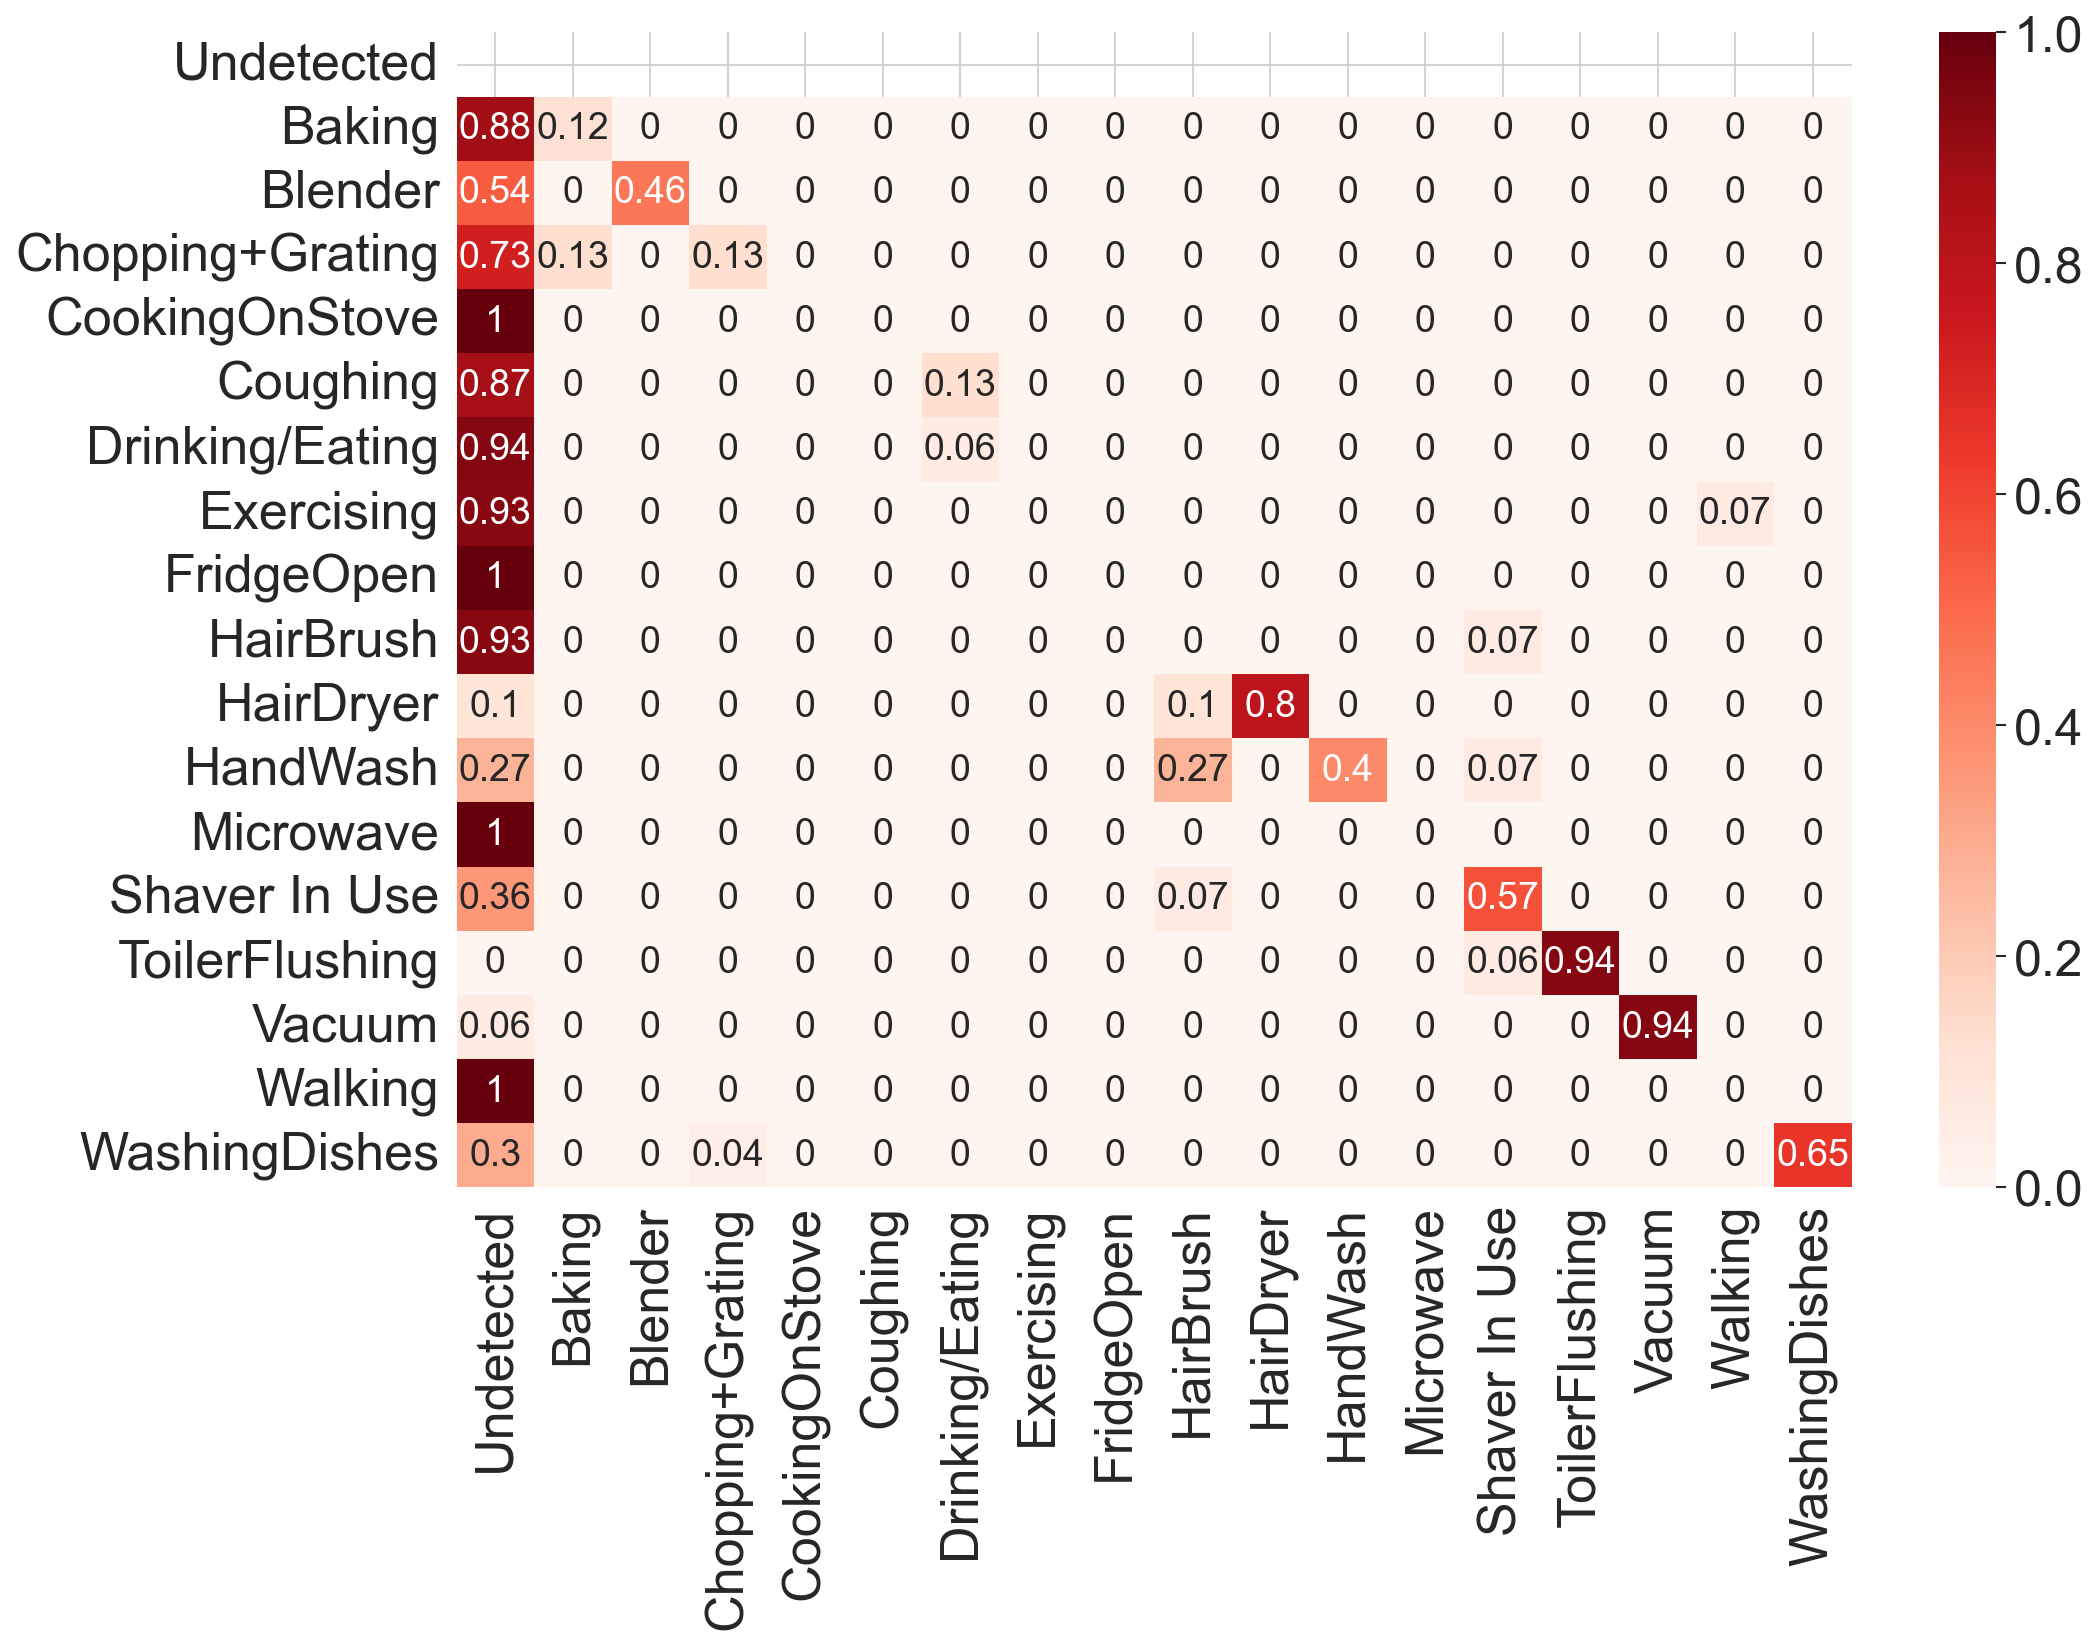 Undetected
Baking 0.88 0.12 0 0 0 0 0 0 0 0 0 0 0 0 0 0 0 0
Blender 0.54 0 0.46 0 0 0 0 0 0 0 0 0 0 0 0 0 0 0
Chopping+Grating 0.73 0.13 0 0.13 0 0 0 0 0 0 0 0 0 0 0 0 0 0
CookingOnStove 1 0 0 0 0 0 0 0 0 0 0 0 0 0 0 0 0 0
Coughing 0.87 0 0 0 0 0 0.13 0 0 0 0 0 0 0 0 0 0 0
Drinking/Eating 0.94 0 0 0 0 0 0.06 0 0 0 0 0 0 0 0 0 0 0
Exercising 0.93 0 0 0 0 0 0 0 0 0 0 0 0 0 0 0 0.07 0
FridgeOpen 1 0 0 0 0 0 0 0 0 0 0 0 0 0 0 0 0 0
HairBrush 0.93 0 0 0 0 0 0 0 0 0 0 0 0 0.07 0 0 0 0
HairDryer 0.1 0 0 0 0 0 0 0 0 0.1 0.8 0 0 0 0 0 0 0
HandWash 0.27 0 0 0 0 0 0 0 0 0.27 0 0.4 0 0.07 0 0 0 0
Microwave 1 0 0 0 0 0 0 0 0 0 0 0 0 0 0 0 0 0
Shaver In Use 0.36 0 0 0 0 0 0 0 0 0.07 0 0 0 0.57 0 0 0 0
ToilerFlushing 0 0 0 0 0 0 0 0 0 0 0 0 0 0.06 0.94 0 0 0
Vacuum 0.06 0 0 0 0 0 0 0 0 0 0 0 0 0 0 0.94 0 0
Walking 1 0 0 0 0 0 0 0 0 0 0 0 0 0 0 0 0 0
WashingDishes 0.3 0 0 0.04 0 0 0 0 0 0 0 0 0 0 0 0 0 0.65
Undetected
Baking
Blender
Chopping+Grating
CookingOnStove
Coughing
Drinking/Eating
Exercising
FridgeOpen
HairBrush
HairDryer
HandWash
Microwave
Shaver In Use
ToilerFlushing
Vacuum
Walking
WashingDishes
1.0
0.8
0.6
0.4
0.2
0.0